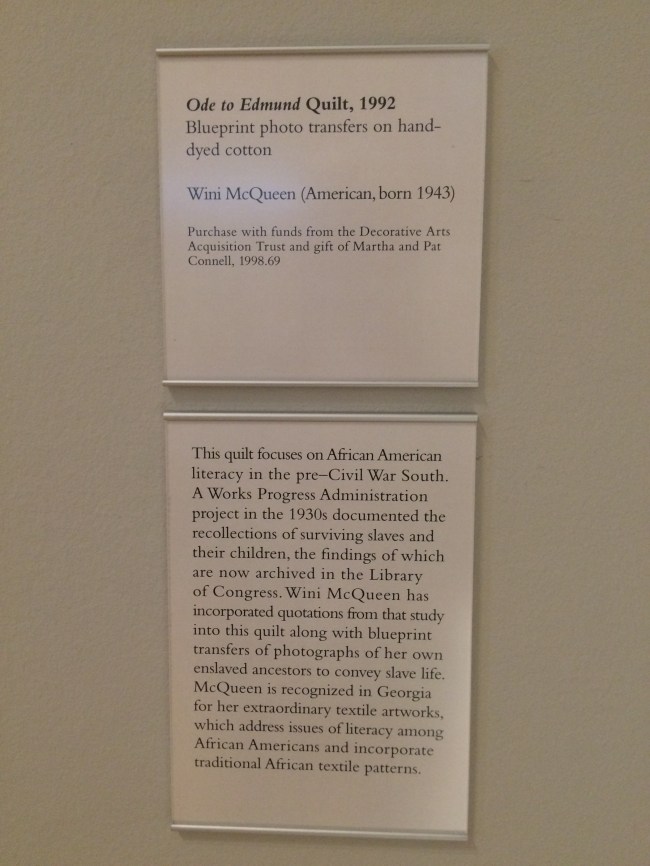 Ode to Edmund Quilt, 1992
Blueprint photo transfers on hand-
dyed cotton
Wini McQueen (American, born 1943)
Purchase with funds from the Decorative Arts
Acquisition Trust and gift of Martha and Pat
Connell, 1998.69
This quilt focuses on African American
literacy in the pre–Civil War South.
A Works Progress Administration
project in the 1930s documented the
recollections of surviving slaves and
their children, the findings of which
are now archived in the Library
of Congress. Wini McQueen has
incorporated quotations from that study
into this quilt along with blueprint
transfers of photographs of her own
enslaved ancestors to convey slave life.
McQueen is recognized in Georgia
for her extraordinary textile artworks,
which address issues of literacy among
African Americans and incorporate
traditional African textile patterns.